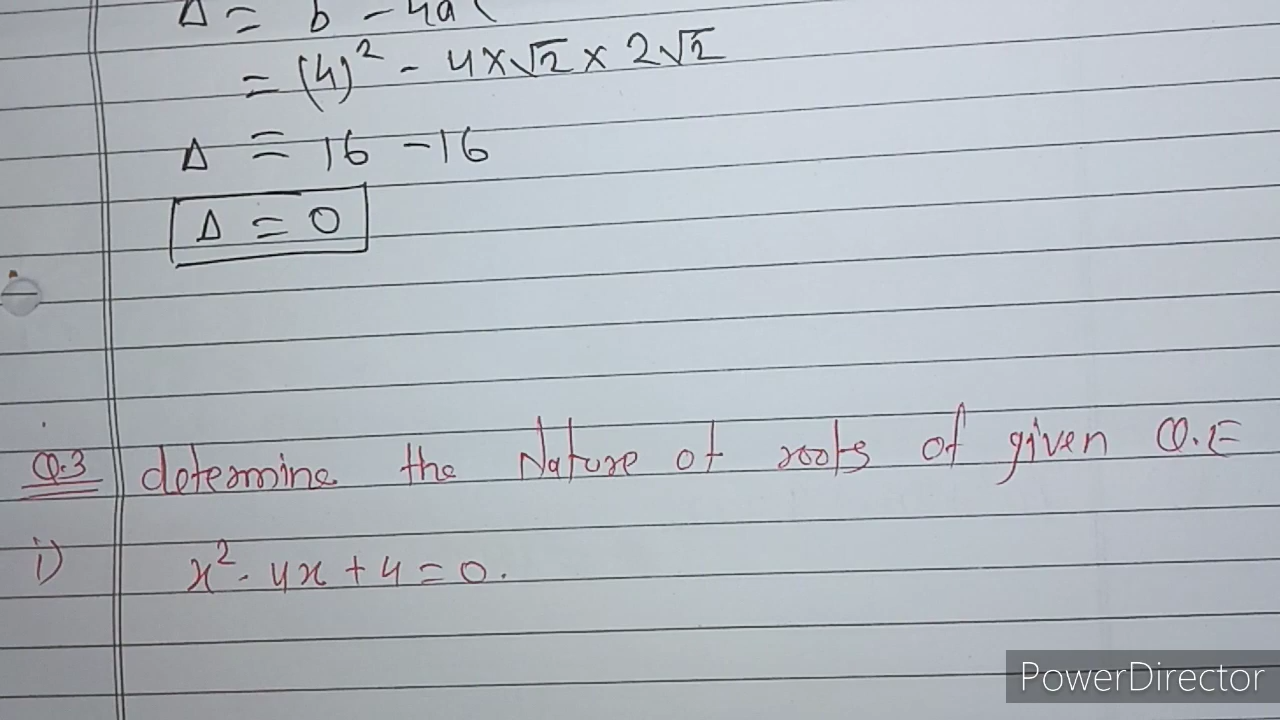 Δ = b - 4a
= (4)² - 4×√2 × 2√2
Δ = 16 - 16
Δ = 0
Q.3 determine the Nature of roots of given Q.E
i) x² - 4x + 4 = 0.
PowerDirector